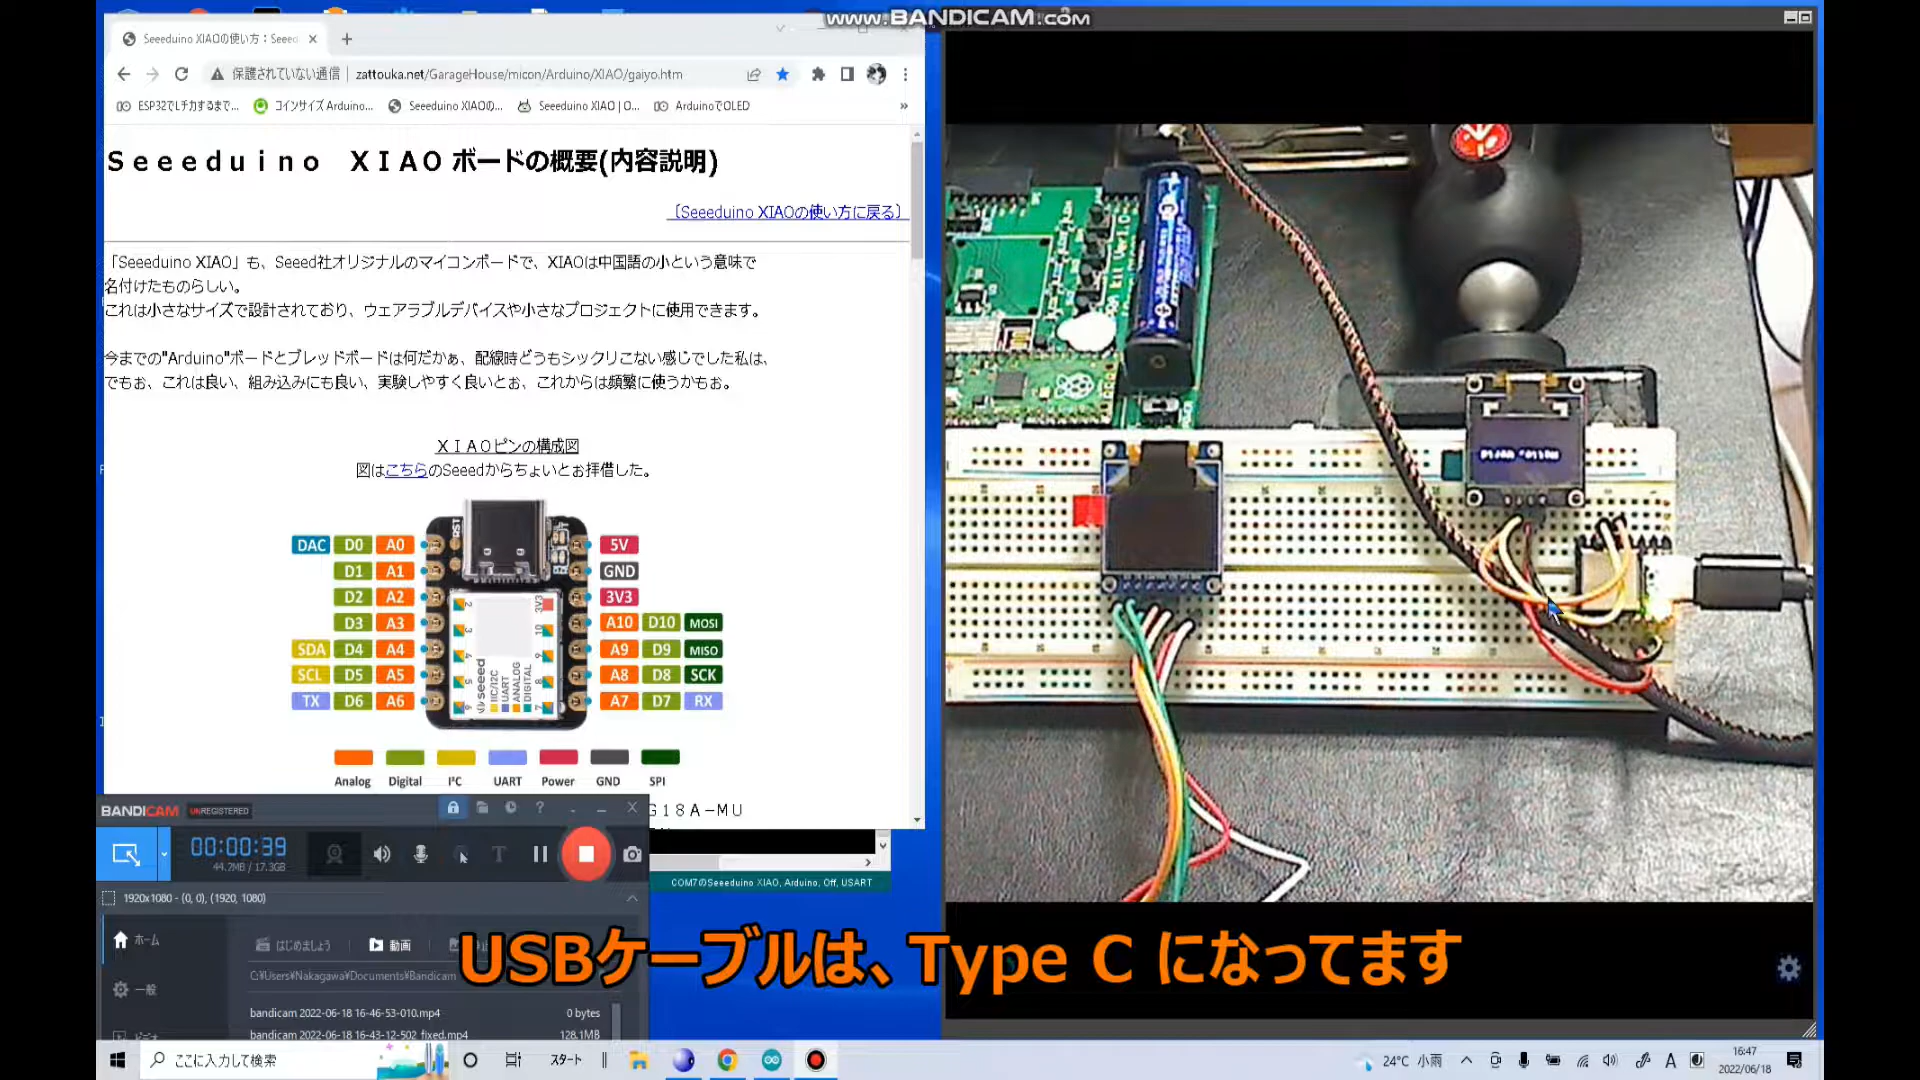 www.BANDICAM.com
Seeeduino XIAOの使い方：Seee
保護されていない通信
zattouka.net/GarageHouse/micon/Arduino/XIAO/gaiyo.htm
ESP32でLチカするまで...
コインサイズ Arduino...
Seeeduino XIAOの...
Seeeduino XIAO | O...
ArduinoでOLED
»
Ｓｅｅｅｄｕｉｎｏ　ＸＩＡＯ ボードの概要(内容説明)
〔Seeeduino XIAOの使い方に戻る〕
「Seeeduino XIAO」も、Seeed社オリジナルのマイコンボードで、XIAOは中国語の小という意味で
名付けたものらしい。
これは小さなサイズで設計されており、ウェアラブルデバイスや小さなプロジェクトに使用できます。
今までの"Arduino"ボードとブレッドボードは何だかぁ、配線時どうもシックリこない感じでした私は、
でもぉ、これは良い、組み込みにも良い、実験しやすく良いとぉ、これからは頻繁に使うかもぉ。
ＸＩＡＯピンの構成図
図はこちらのSeeedからちょいとぉ拝借した。
DAC D0 A0 5V
D1 A1 GND
D2 A2 3V3
D3 A3 A10 D10 MOSI
SDA D4 A4 A9 D9 MISO
SCL D5 A5 A8 D8 SCK
TX D6 A6 A7 D7 RX
RST
3V3
seeed
IIC/I2C
UART
ANALOG
DIGITAL
Analog Digital I²C UART Power GND SPI
Ｇ１８Ａ−ＭＵ
BANDICAM UNREGISTERED
00:00:39
44.7MB / 17.3GB
COM7のSeeeduino XIAO, Arduino, Off, USART
1920x1080 - (0, 0), (1920, 1080)
ホーム
はじめましょう
動画
C:\Users\Nakagawa\Documents\Bandicam
一般
bandicam 2022-06-18 16-46-53-010.mp4 0 bytes
bandicam 2022-06-18 16-43-12-502_fixed.mp4 128.1MB
USBケーブルは、Type C になってます
ここに入力して検索
スタート
24°C 小雨
A
16:47
2022/06/18